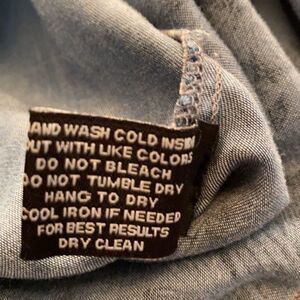 HAND WASH COLD INSIDE
OUT WITH LIKE COLORS
DO NOT BLEACH
DO NOT TUMBLE DRY
HANG TO DRY
COOL IRON IF NEEDED
FOR BEST RESULTS
DRY CLEAN